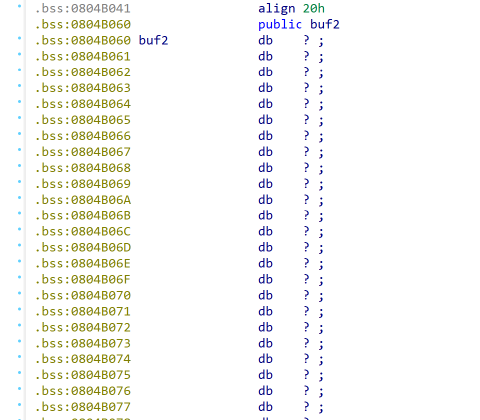 .bss:0804B041 align 20h
.bss:0804B060 public buf2
.bss:0804B060 buf2 db ? ;
.bss:0804B061 db ? ;
.bss:0804B062 db ? ;
.bss:0804B063 db ? ;
.bss:0804B064 db ? ;
.bss:0804B065 db ? ;
.bss:0804B066 db ? ;
.bss:0804B067 db ? ;
.bss:0804B068 db ? ;
.bss:0804B069 db ? ;
.bss:0804B06A db ? ;
.bss:0804B06B db ? ;
.bss:0804B06C db ? ;
.bss:0804B06D db ? ;
.bss:0804B06E db ? ;
.bss:0804B06F db ? ;
.bss:0804B070 db ? ;
.bss:0804B071 db ? ;
.bss:0804B072 db ? ;
.bss:0804B073 db ? ;
.bss:0804B074 db ? ;
.bss:0804B075 db ? ;
.bss:0804B076 db ? ;
.bss:0804B077 db ? ;